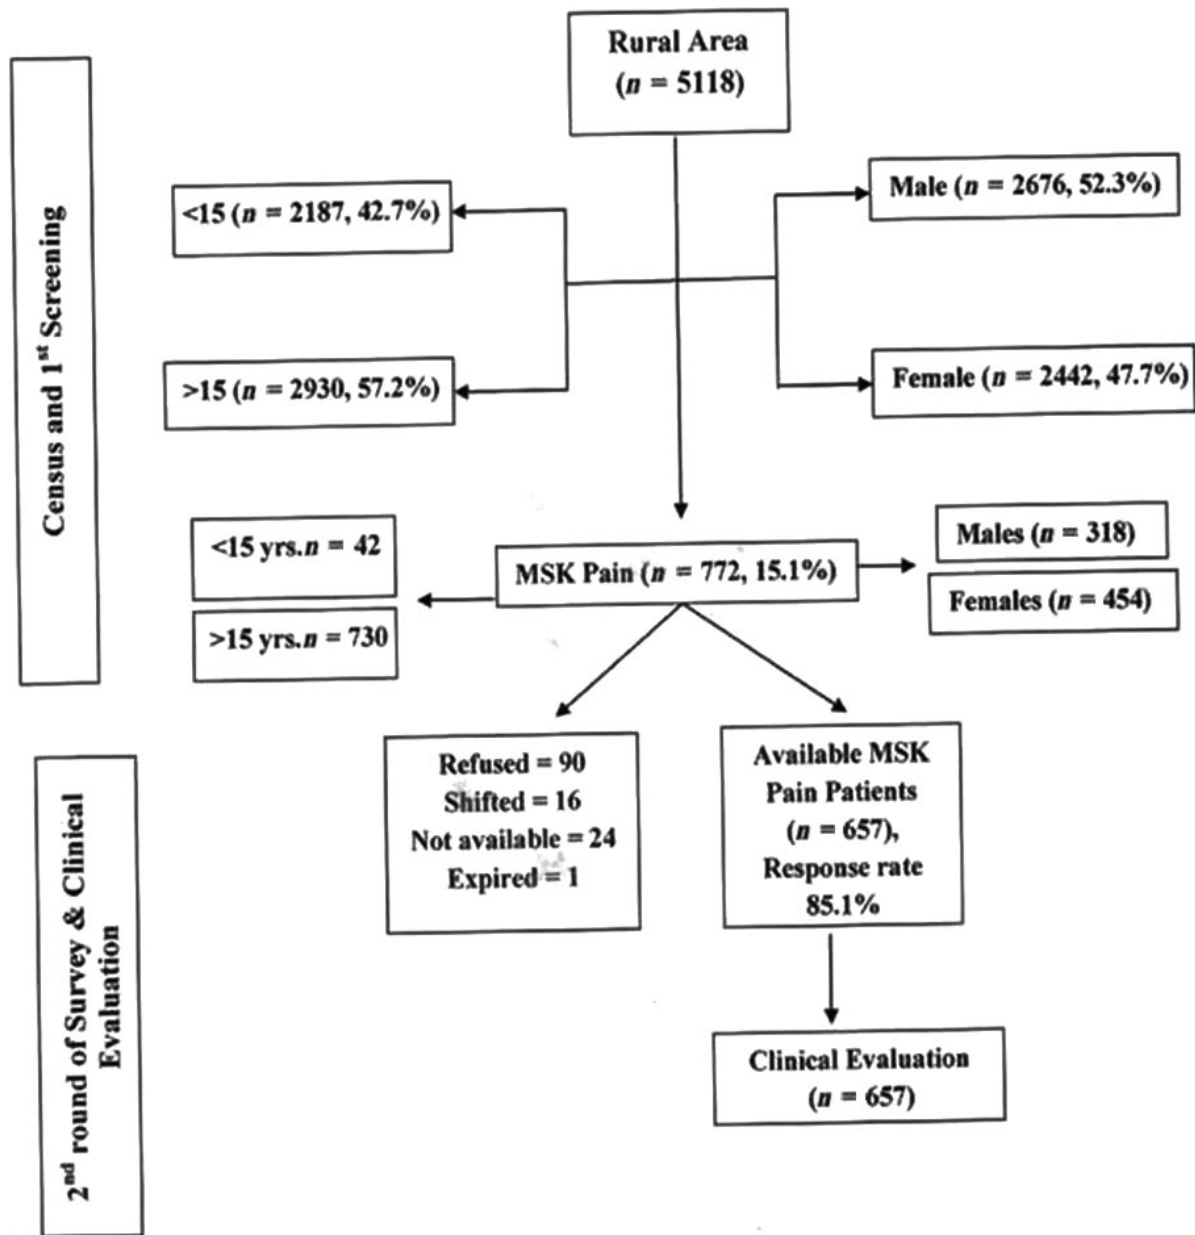 Rural Area
(n = 5118)
Census and 1st Screening
<15 (n = 2187, 42.7%)
Male (n = 2676, 52.3%)
>15 (n = 2930, 57.2%)
Female (n = 2442, 47.7%)
<15 yrs.n = 42
>15 yrs.n = 730
MSK Pain (n = 772, 15.1%)
Males (n = 318)
Females (n = 454)
2nd round of Survey & Clinical
Evaluation
Refused = 90
Shifted = 16
Not available = 24
Expired = 1
Available MSK
Pain Patients
(n = 657),
Response rate
85.1%
Clinical Evaluation
(n = 657)